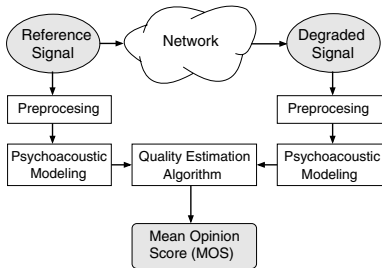 Reference
Signal
Network
Degraded
Signal
Preprocesing
Preprocesing
Psychoacoustic
Modeling
Quality Estimation
Algorithm
Psychoacoustic
Modeling
Mean Opinion
Score (MOS)